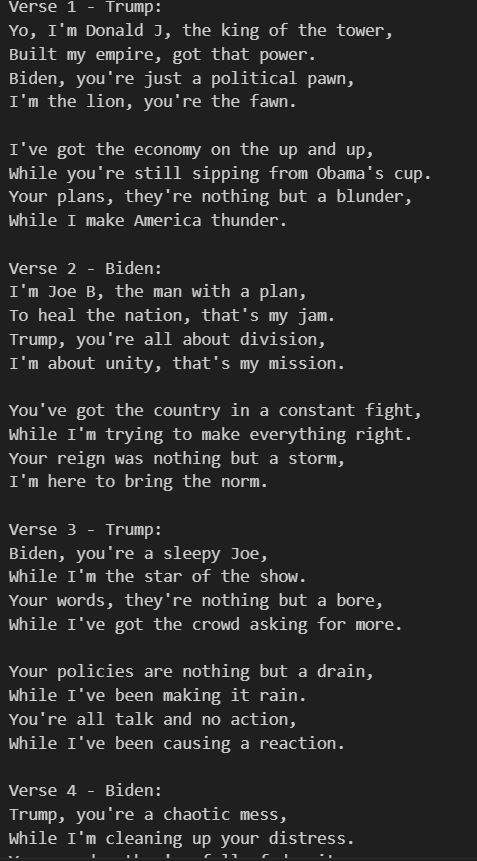 Verse 1 - Trump:
Yo, I'm Donald J, the king of the tower,
Built my empire, got that power.
Biden, you're just a political pawn,
I'm the lion, you're the fawn.

I've got the economy on the up and up,
While you're still sipping from Obama's cup.
Your plans, they're nothing but a blunder,
While I make America thunder.

Verse 2 - Biden:
I'm Joe B, the man with a plan,
To heal the nation, that's my jam.
Trump, you're all about division,
I'm about unity, that's my mission.

You've got the country in a constant fight,
While I'm trying to make everything right.
Your reign was nothing but a storm,
I'm here to bring the norm.

Verse 3 - Trump:
Biden, you're a sleepy Joe,
While I'm the star of the show.
Your words, they're nothing but a bore,
While I've got the crowd asking for more.

Your policies are nothing but a drain,
While I've been making it rain.
You're all talk and no action,
While I've been causing a reaction.

Verse 4 - Biden:
Trump, you're a chaotic mess,
While I'm cleaning up your distress.